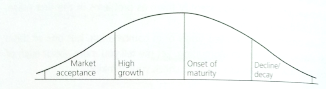 Market
acceptance
High
growth
Onset of
maturity
Decline/
decay